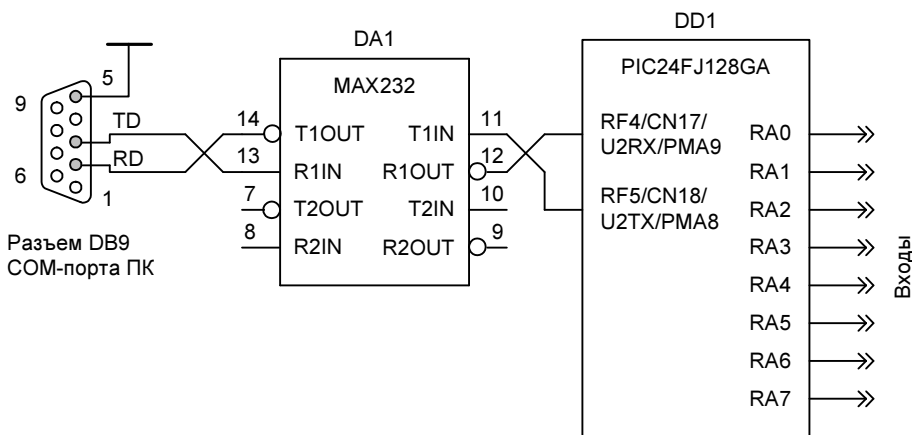 DD1
DA1
PIC24FJ128GA
MAX232
5
9
TD
14
T1OUT
T1IN
11
RF4/CN17/
U2RX/PMA9
RA0
RD
13
R1IN
R1OUT
12
RA1
6
1
7
T2OUT
T2IN
10
RF5/CN18/
U2TX/PMA8
RA2
8
R2IN
R2OUT
9
RA3
Разъем DB9
COM-порта ПК
RA4
RA5
RA6
RA7
Входы